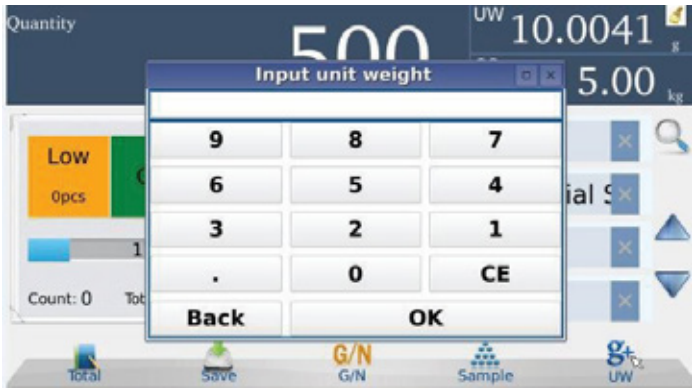 Quantity
500
UW 10.0041 g
5.00 kg
Input unit weight
9 8 7
6 5 4
3 2 1
. 0 CE
Back OK
Low
0pcs
1
Count: 0
G/N
g+
Total Save G/N Sample UW